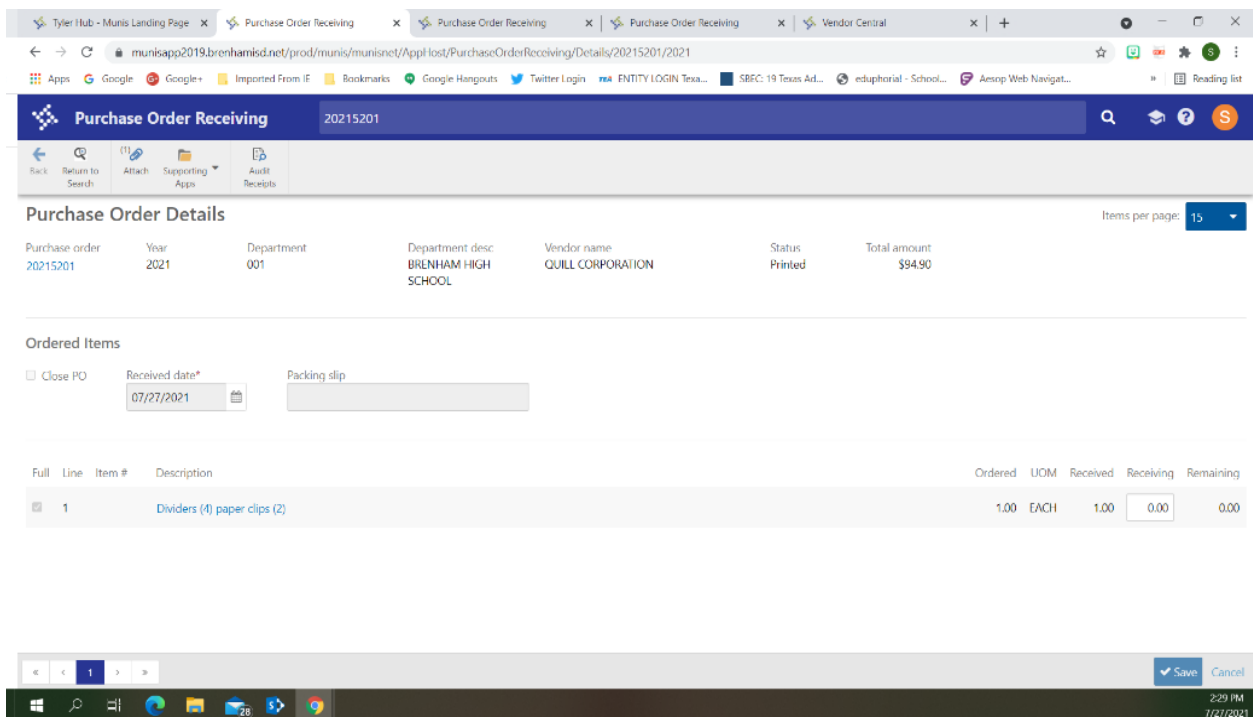 Tyler Hub - Munis Landing Page
Purchase Order Receiving
Purchase Order Receiving
Purchase Order Receiving
Vendor Central
munisapp2019.brenhamisd.net/prod/munis/munisnet/AppHost/PurchaseOrderReceiving/Details/20215201/2021
S
Apps Google Google+ Imported From IE Bookmarks Google Hangouts Twitter Login TEA ENTITY LOGIN Texa... SBEC: 19 Texas Ad... eduphorial - School... Aesop Web Navigat... » Reading list
Purchase Order Receiving 20215201 S
(1)
Back Return to Search Attach Supporting Apps Audit Receipts
Purchase Order Details Items per page: 15
Purchase order Year Department Department desc Vendor name Status Total amount
20215201 2021 001 BRENHAM HIGH QUILL CORPORATION Printed $94.90
SCHOOL
Ordered Items
Close PO Received date* Packing slip
07/27/2021
Full Line Item # Description Ordered UOM Received Receiving Remaining
1 Dividers (4) paper clips (2) 1.00 EACH 1.00 0.00 0.00
« ‹ 1 › » Save Cancel
28 2:29 PM
7/27/2021